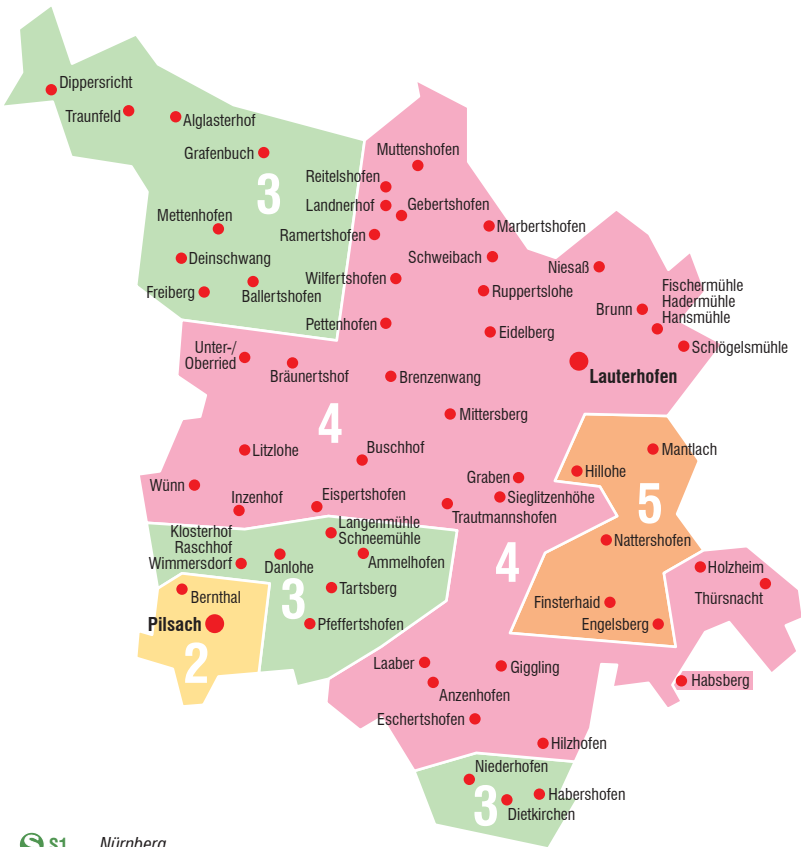 Dippersricht
Traunfeld
Alglasterhof
Grafenbuch
3
Mettenhofen
Deinschwang
Freiberg
Ballertshofen
Muttenshofen
Reitelshofen
Landnerhof
Gebertshofen
Ramertshofen
Marbertshofen
Schweibach
Niesaß
Wilfertshofen
Ruppertslohe
Fischermühle
Hadermühle
Hansmühle
Brunn
Pettenhofen
Eidelberg
Schlögelsmühle
Unter-/
Oberried
Bräunertshof
Brenzenwang
Lauterhofen
4
Mittersberg
Litzlohe
Buschhof
Mantlach
Hillohe
Wünn
Graben
Sieglitzenhöhe
5
Inzenhof
Eispertshofen
Trautmannshofen
Klosterhof
Raschhof
Wimmersdorf
Langenmühle
Schneemühle
Danlohe
Ammelhofen
4
Nattershofen
Holzheim
Thürsnacht
Bernthal
3
Tartsberg
Finsterhaid
Pilsach
Pfeffertshofen
Engelsberg
2
Laaber
Giggling
Anzenhofen
Habsberg
Eschertshofen
Hilzhofen
Niederhofen
3
Habershofen
Dietkirchen
S S1 Nürnberg